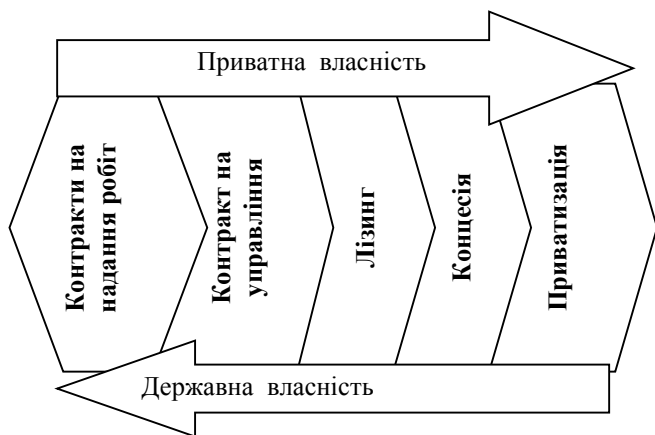 Приватна власність
Контракти на
надання робіт
Контракт на
управління
Лізинг
Концесія
Приватизація
Державна власність